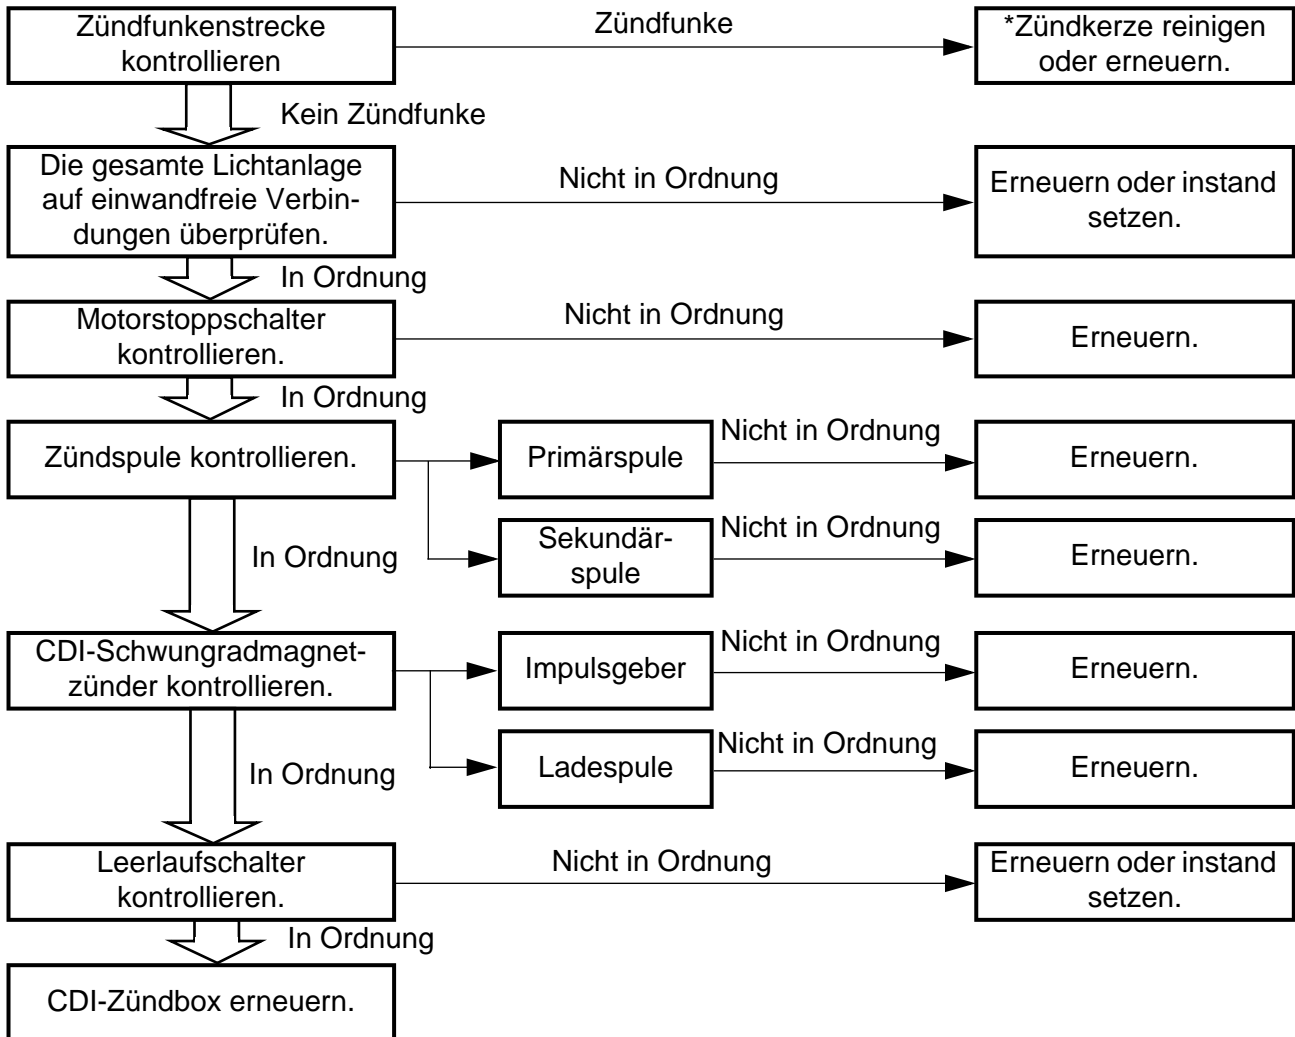 Zündfunkenstrecke
kontrollieren
Zündfunke
*Zündkerze reinigen
oder erneuern.
Kein Zündfunke
Die gesamte Lichtanlage
auf einwandfreie Verbin-
dungen überprüfen.
Nicht in Ordnung
Erneuern oder instand
setzen.
In Ordnung
Motorstoppschalter
kontrollieren.
Nicht in Ordnung
Erneuern.
In Ordnung
Zündspule kontrollieren.
Primärspule
Nicht in Ordnung
Erneuern.
Sekundär-
spule
Nicht in Ordnung
Erneuern.
In Ordnung
CDI-Schwungradmagnet-
zünder kontrollieren.
Impulsgeber
Nicht in Ordnung
Erneuern.
Ladespule
Nicht in Ordnung
Erneuern.
In Ordnung
Leerlaufschalter
kontrollieren.
Nicht in Ordnung
Erneuern oder instand
setzen.
In Ordnung
CDI-Zündbox erneuern.